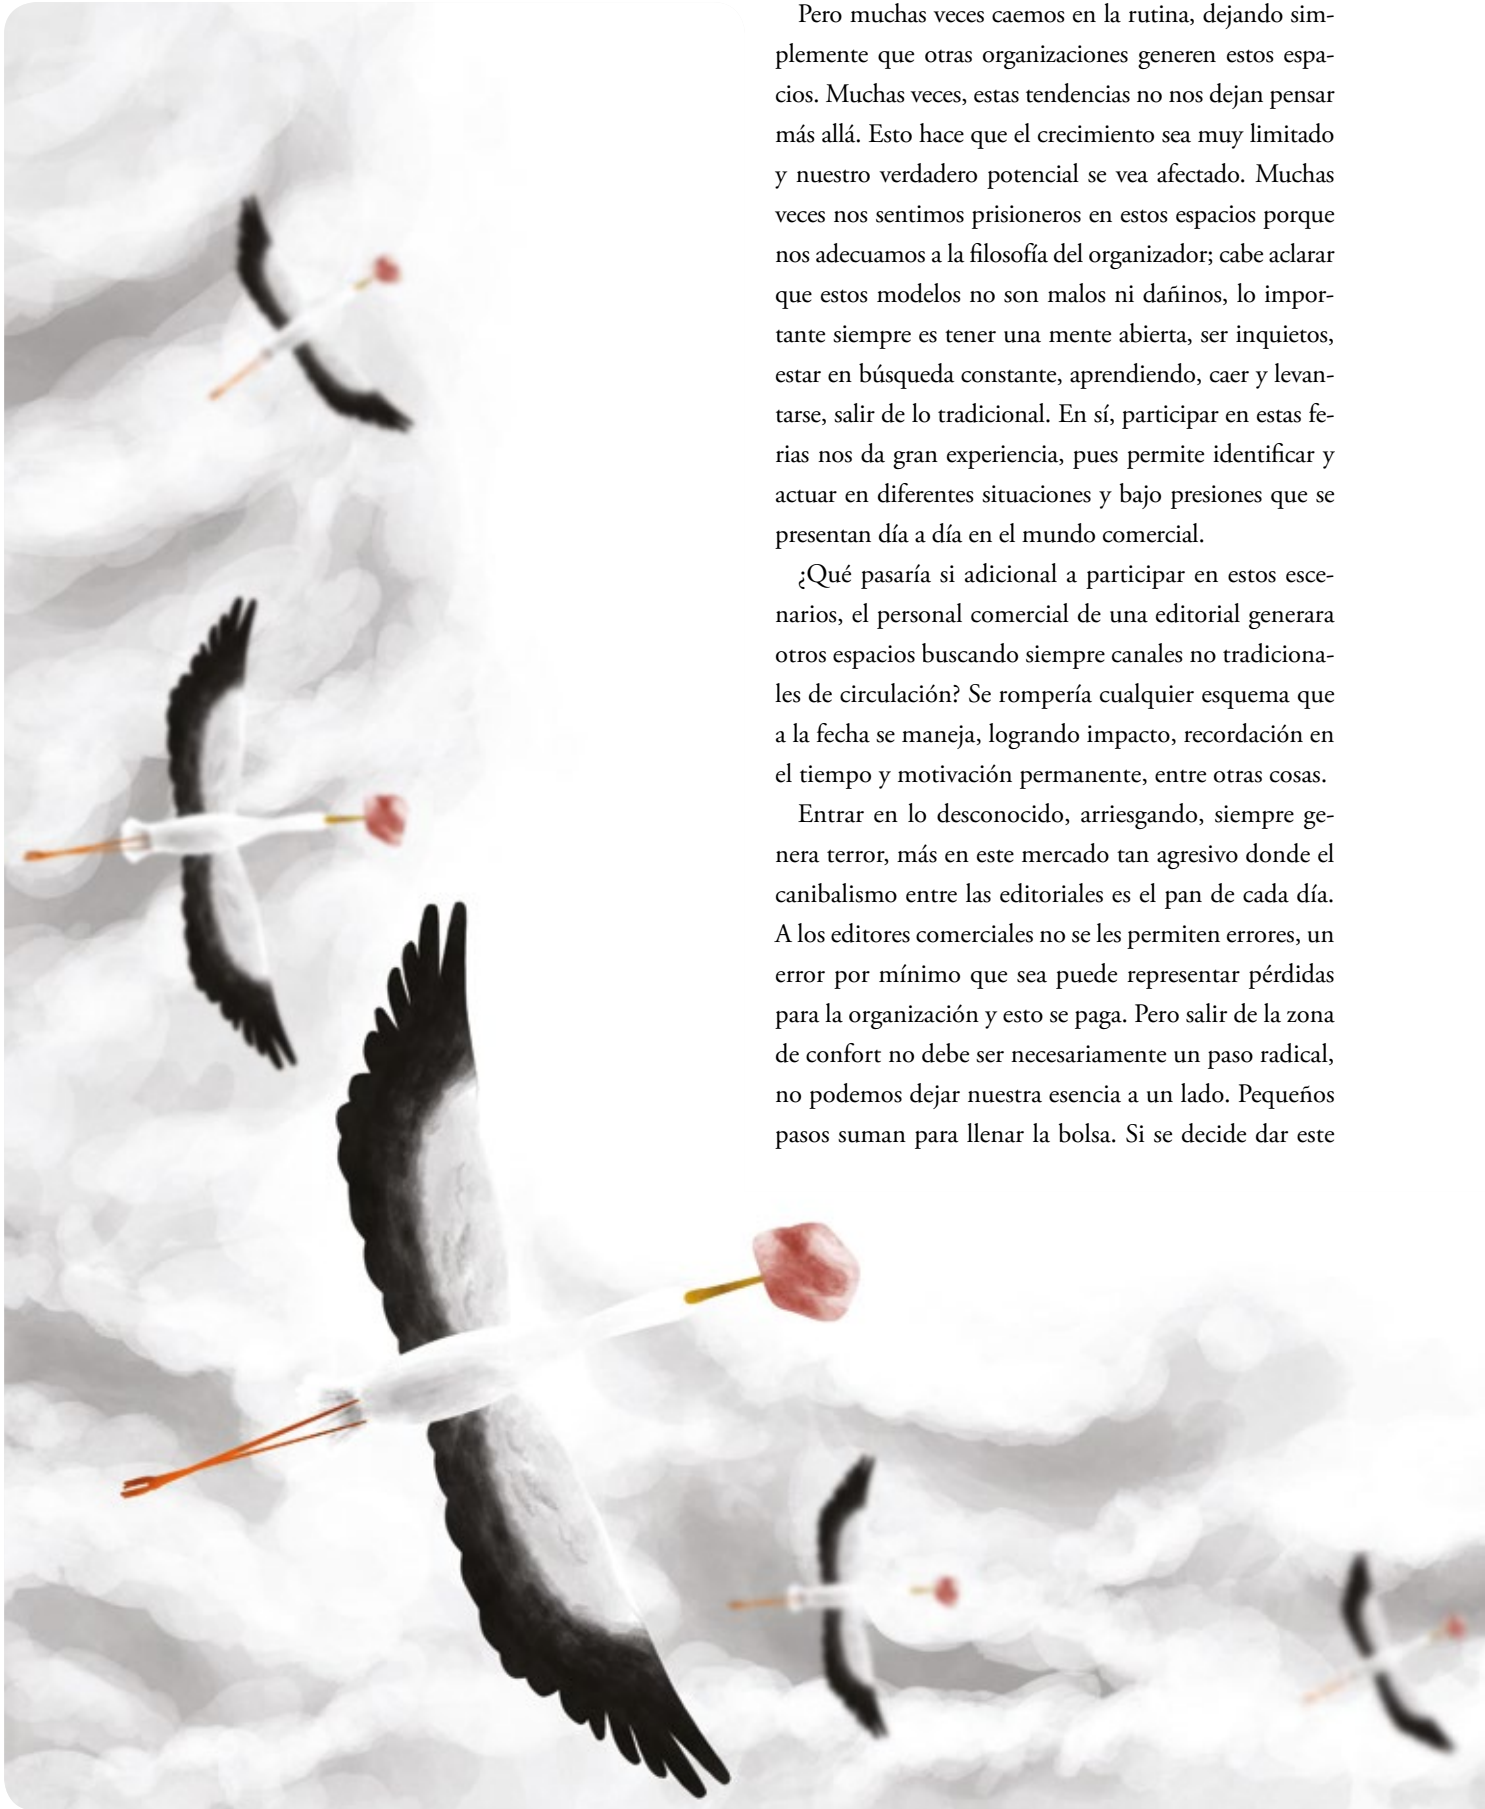 Pero muchas veces caemos en la rutina, dejando sim-
plemente que otras organizaciones generen estos espa-
cios. Muchas veces, estas tendencias no nos dejan pensar
más allá. Esto hace que el crecimiento sea muy limitado
y nuestro verdadero potencial se vea afectado. Muchas
veces nos sentimos prisioneros en estos espacios porque
nos adecuamos a la filosofía del organizador; cabe aclarar
que estos modelos no son malos ni dañinos, lo impor-
tante siempre es tener una mente abierta, ser inquietos,
estar en búsqueda constante, aprendiendo, caer y levan-
tarse, salir de lo tradicional. En sí, participar en estas fe-
rias nos da gran experiencia, pues permite identificar y
actuar en diferentes situaciones y bajo presiones que se
presentan día a día en el mundo comercial.
¿Qué pasaría si adicional a participar en estos esce-
narios, el personal comercial de una editorial generara
otros espacios buscando siempre canales no tradiciona-
les de circulación? Se rompería cualquier esquema que
a la fecha se maneja, logrando impacto, recordación en
el tiempo y motivación permanente, entre otras cosas.
Entrar en lo desconocido, arriesgando, siempre ge-
nera terror, más en este mercado tan agresivo donde el
canibalismo entre las editoriales es el pan de cada día.
A los editores comerciales no se les permiten errores, un
error por mínimo que sea puede representar pérdidas
para la organización y esto se paga. Pero salir de la zona
de confort no debe ser necesariamente un paso radical,
no podemos dejar nuestra esencia a un lado. Pequeños
pasos suman para llenar la bolsa. Si se decide dar este